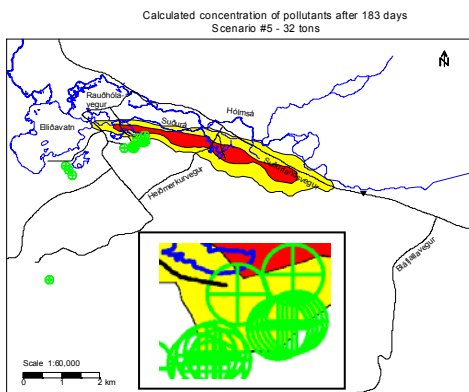 Calculated concentration of pollutants after 183 days
Scenario #5 - 32 tons
N
Rauðhóla-
vegur
Elliðavatn
Suðurá
Hólmsá
Suðurlandsvegur
Heiðmerkurvegur
Bláfjallavegur
Scale 1:60,000
0 1 2 km